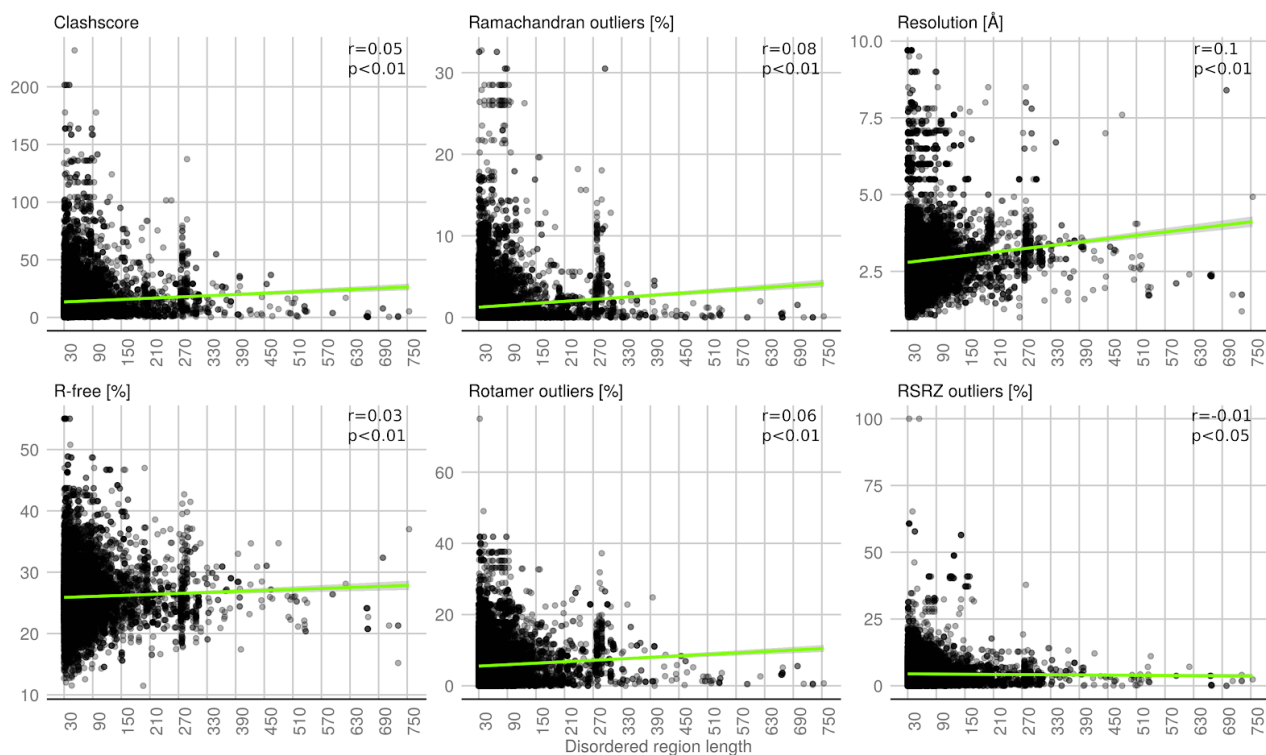 Clashscore
r=0.05
p<0.01
200
150
100
50
0
30 90 150 210 270 330 390 450 510 570 630 690 750
Ramachandran outliers [%]
r=0.08
p<0.01
30
20
10
0
30 90 150 210 270 330 390 450 510 570 630 690 750
Resolution [Å]
r=0.1
p<0.01
10.0
7.5
5.0
2.5
30 90 150 210 270 330 390 450 510 570 630 690 750
R-free [%]
r=0.03
p<0.01
50
40
30
20
10
30 90 150 210 270 330 390 450 510 570 630 690 750
Rotamer outliers [%]
r=0.06
p<0.01
60
40
20
0
30 90 150 210 270 330 390 450 510 570 630 690 750
RSRZ outliers [%]
r=-0.01
p<0.05
100
75
50
25
0
30 90 150 210 270 330 390 450 510 570 630 690 750
Disordered region length